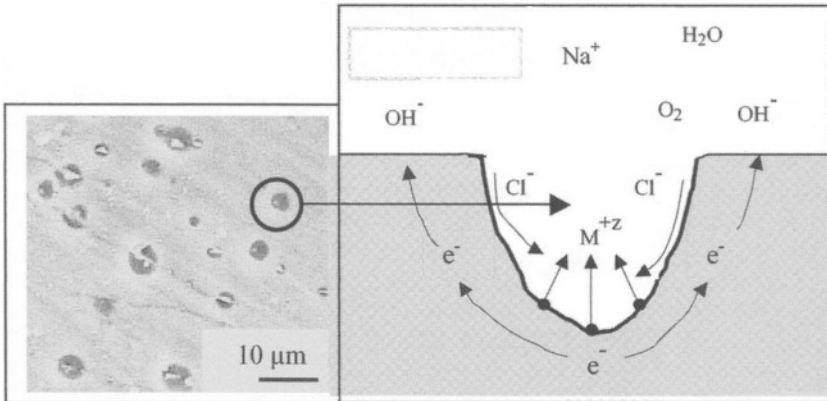 H₂O
Na⁺
O₂
OH⁻
OH⁻
Cl⁻
Cl⁻
M⁺ᶻ
e⁻
e⁻
e⁻
10 µm